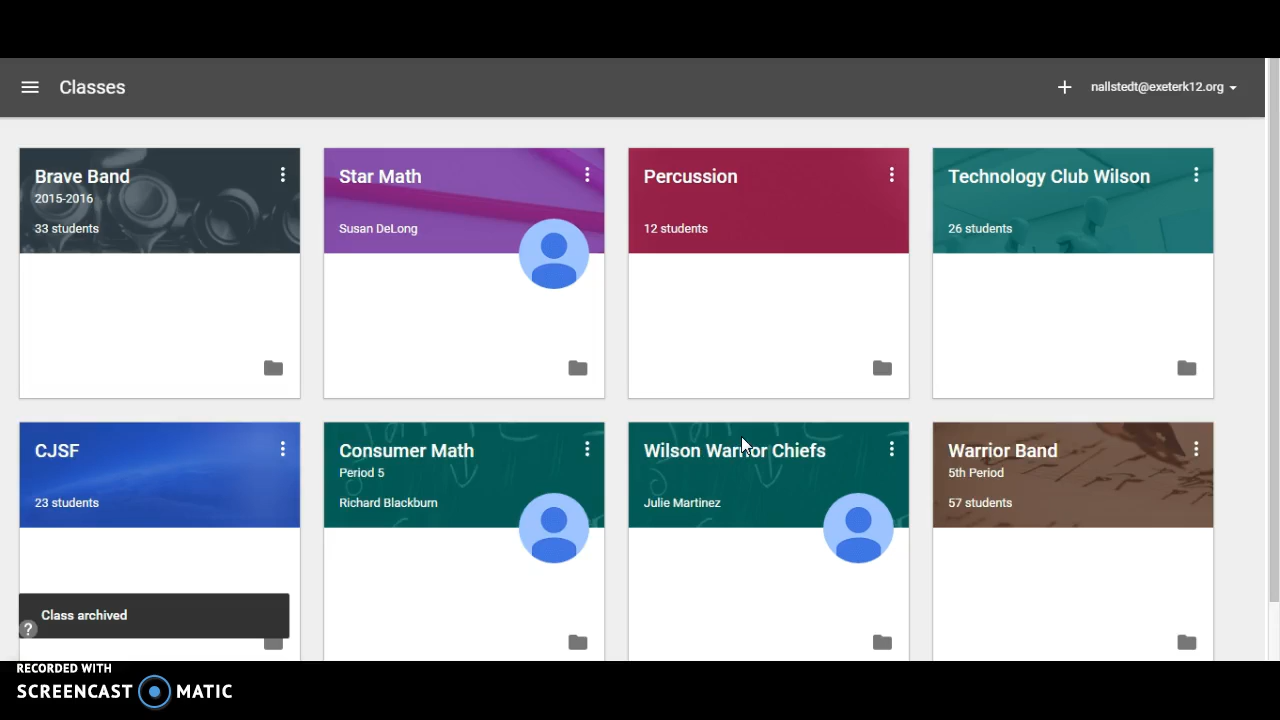 Classes
+ nallstedt@exeterk12.org
Brave Band
2015-2016
33 students
Star Math
Susan DeLong
Percussion
12 students
Technology Club Wilson
26 students
CJSF
23 students
Consumer Math
Period 5
Richard Blackburn
Wilson Warrior Chiefs
Julie Martinez
Warrior Band
5th Period
57 students
Class archived
?
RECORDED WITH
SCREENCAST MATIC